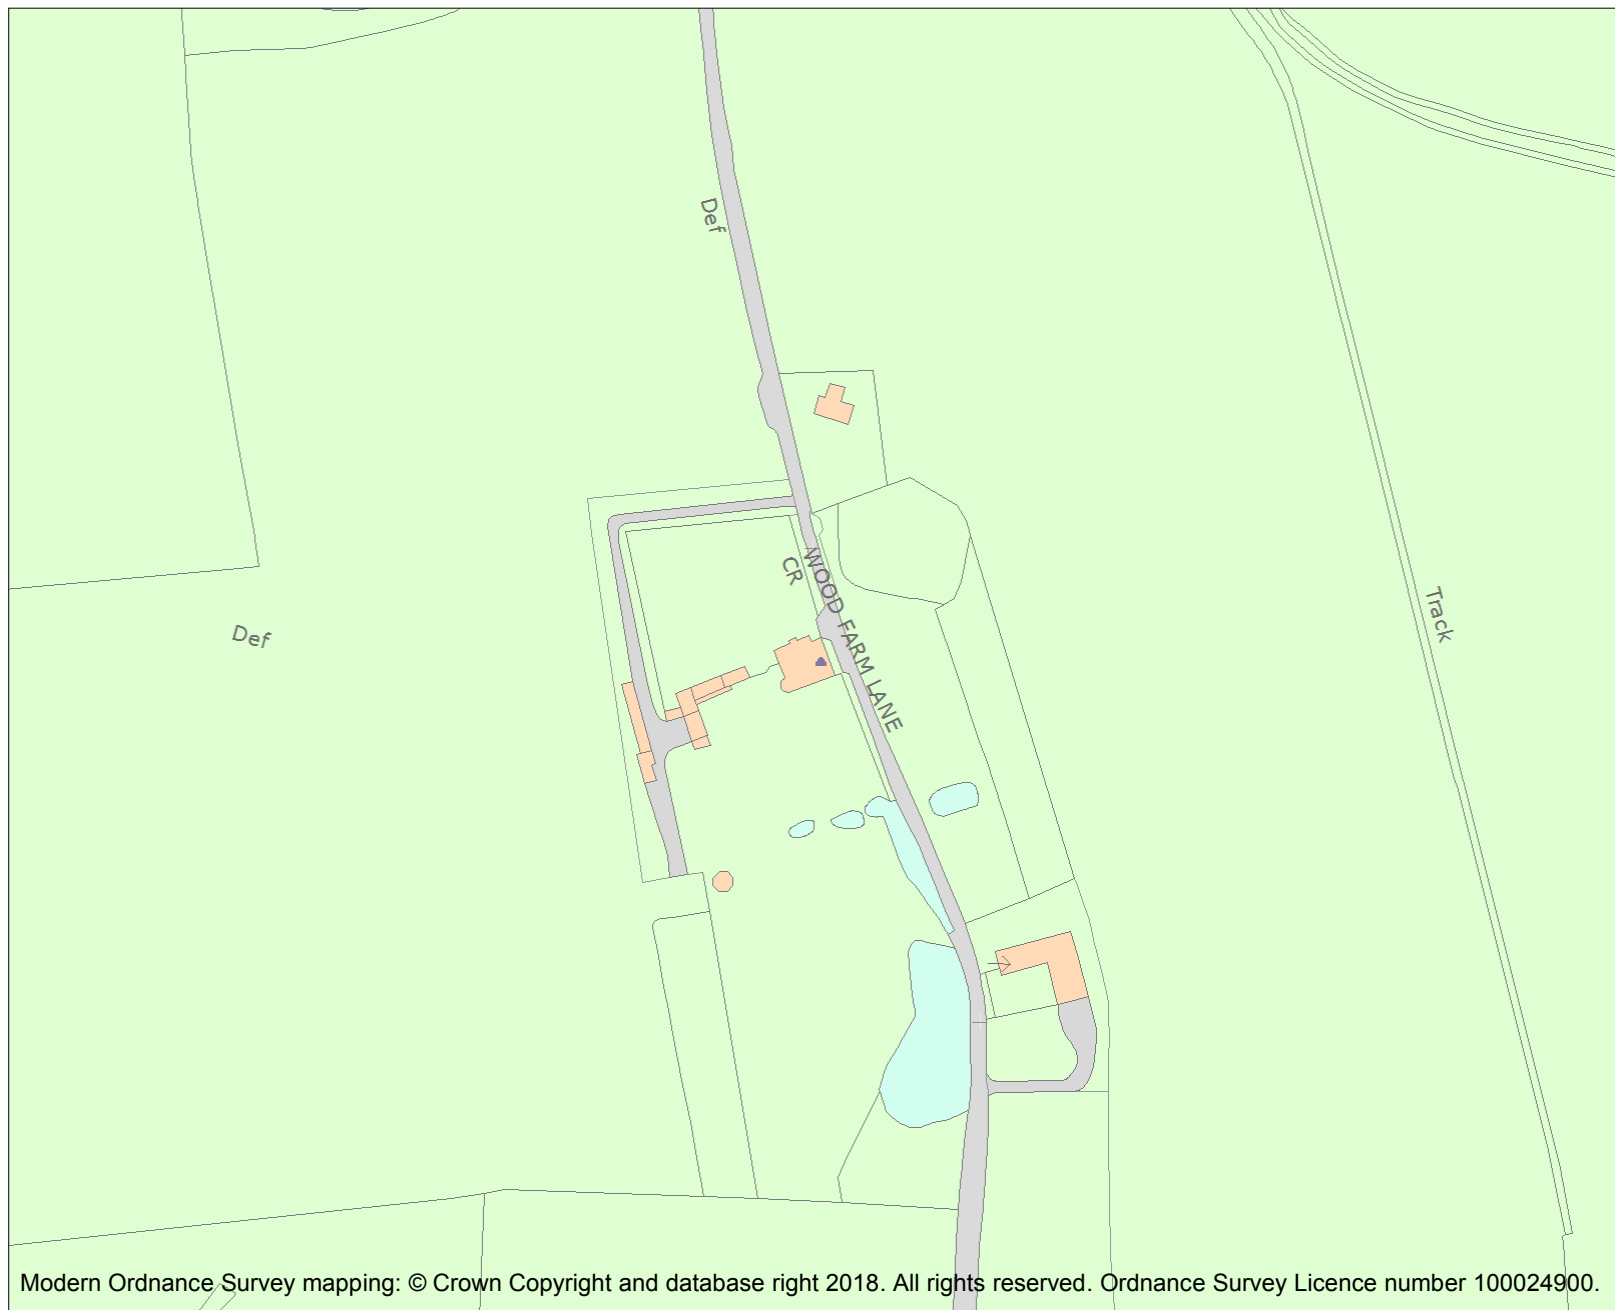 Def
WOOD FARM LANE
CR
Track
Def
Modern Ordnance Survey mapping: © Crown Copyright and database right 2018. All rights reserved. Ordnance Survey Licence number 100024900.